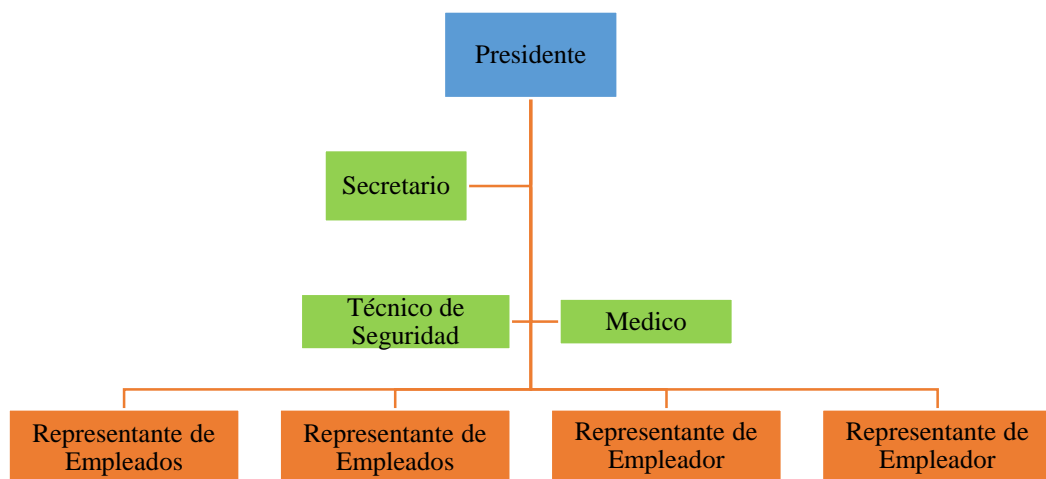 Presidente
Secretario
Técnico de
Seguridad
Medico
Representante de
Empleados
Representante de
Empleados
Representante de
Empleador
Representante de
Empleador